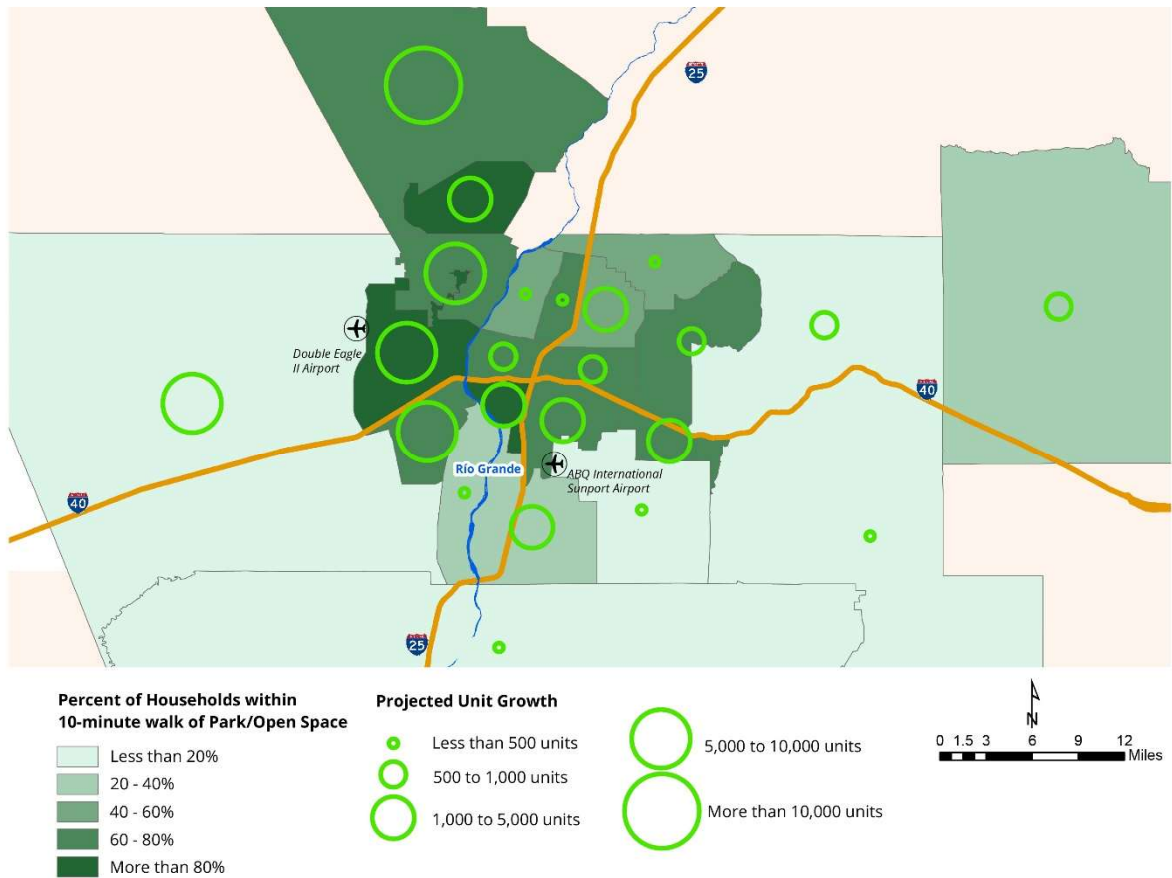 25
Double Eagle
II Airport
40
Río Grande
ABQ International
Sunport Airport
40
25
Percent of Households within
10-minute walk of Park/Open Space
Less than 20%
20 - 40%
40 - 60%
60 - 80%
More than 80%
Projected Unit Growth
Less than 500 units
500 to 1,000 units
1,000 to 5,000 units
5,000 to 10,000 units
More than 10,000 units
N
0 1.5 3 6 9 12
Miles